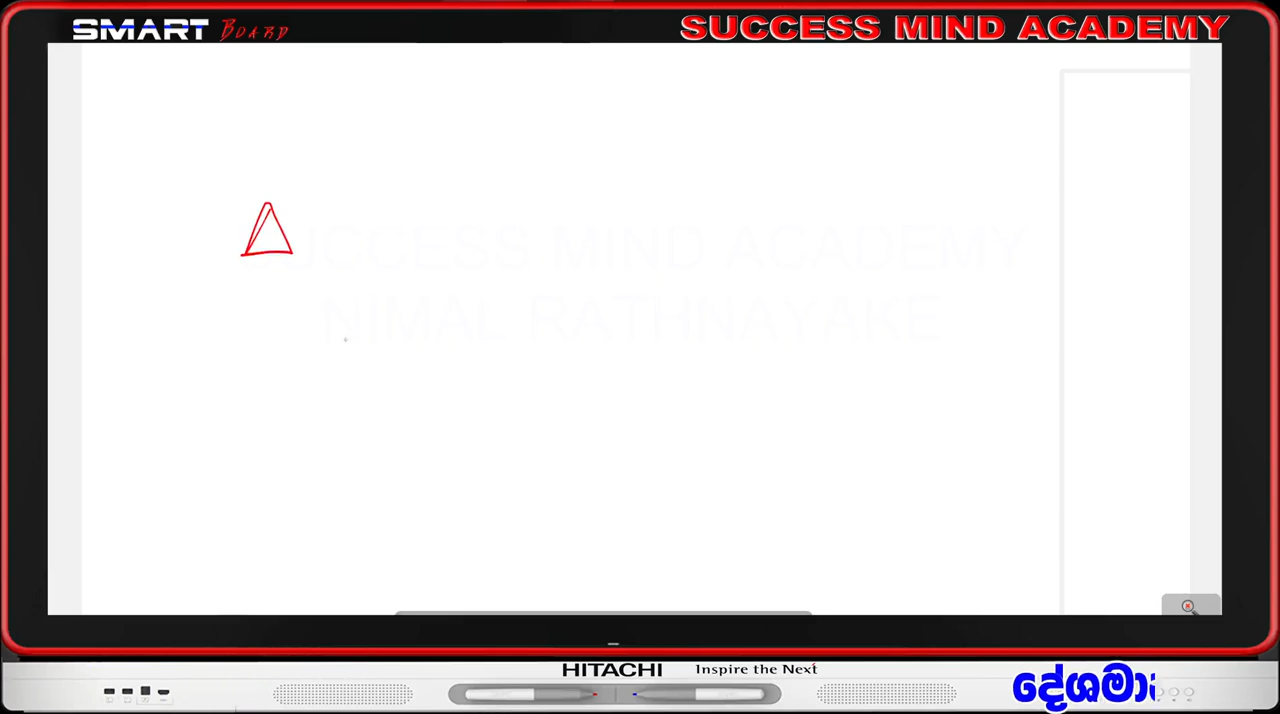 SMART Board
SUCCESS MIND ACADEMY
SUCCESS MIND ACADEMY
NIMAL RATHNAYAKE
HITACHI Inspire the Next
දේශමා